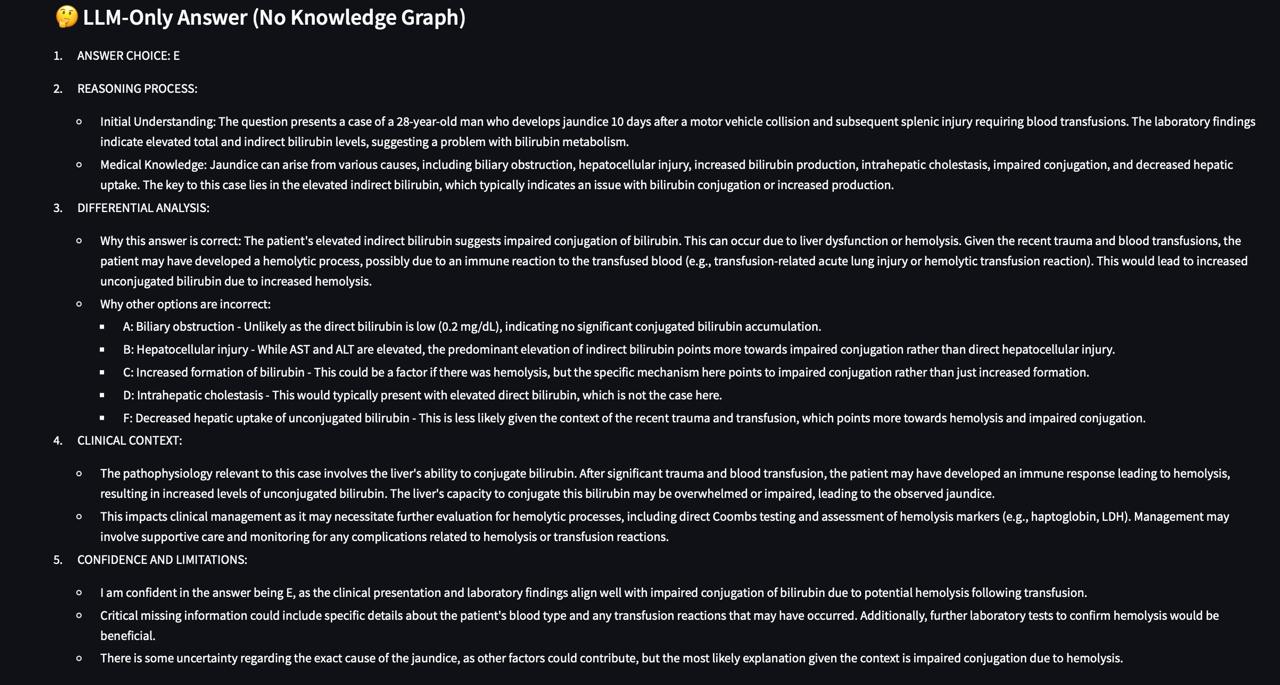 🤔 LLM-Only Answer (No Knowledge Graph)
1. ANSWER CHOICE: E
2. REASONING PROCESS:
○ Initial Understanding: The question presents a case of a 28-year-old man who develops jaundice 10 days after a motor vehicle collision and subsequent splenic injury requiring blood transfusions. The laboratory findings
indicate elevated total and indirect bilirubin levels, suggesting a problem with bilirubin metabolism.
○ Medical Knowledge: Jaundice can arise from various causes, including biliary obstruction, hepatocellular injury, increased bilirubin production, intrahepatic cholestasis, impaired conjugation, and decreased hepatic
uptake. The key to this case lies in the elevated indirect bilirubin, which typically indicates an issue with bilirubin conjugation or increased production.
3. DIFFERENTIAL ANALYSIS:
○ Why this answer is correct: The patient's elevated indirect bilirubin suggests impaired conjugation of bilirubin. This can occur due to liver dysfunction or hemolysis. Given the recent trauma and blood transfusions, the
patient may have developed a hemolytic process, possibly due to an immune reaction to the transfused blood (e.g., transfusion-related acute lung injury or hemolytic transfusion reaction). This would lead to increased
unconjugated bilirubin due to increased hemolysis.
○ Why other options are incorrect:
▪ A: Biliary obstruction - Unlikely as the direct bilirubin is low (0.2 mg/dL), indicating no significant conjugated bilirubin accumulation.
▪ B: Hepatocellular injury - While AST and ALT are elevated, the predominant elevation of indirect bilirubin points more towards impaired conjugation rather than direct hepatocellular injury.
▪ C: Increased formation of bilirubin - This could be a factor if there was hemolysis, but the specific mechanism here points to impaired conjugation rather than just increased formation.
▪ D: Intrahepatic cholestasis - This would typically present with elevated direct bilirubin, which is not the case here.
▪ F: Decreased hepatic uptake of unconjugated bilirubin - This is less likely given the context of the recent trauma and transfusion, which points more towards hemolysis and impaired conjugation.
4. CLINICAL CONTEXT:
○ The pathophysiology relevant to this case involves the liver's ability to conjugate bilirubin. After significant trauma and blood transfusion, the patient may have developed an immune response leading to hemolysis,
resulting in increased levels of unconjugated bilirubin. The liver's capacity to conjugate this bilirubin may be overwhelmed or impaired, leading to the observed jaundice.
○ This impacts clinical management as it may necessitate further evaluation for hemolytic processes, including direct Coombs testing and assessment of hemolysis markers (e.g., haptoglobin, LDH). Management may
involve supportive care and monitoring for any complications related to hemolysis or transfusion reactions.
5. CONFIDENCE AND LIMITATIONS:
○ I am confident in the answer being E, as the clinical presentation and laboratory findings align well with impaired conjugation of bilirubin due to potential hemolysis following transfusion.
○ Critical missing information could include specific details about the patient's blood type and any transfusion reactions that may have occurred. Additionally, further laboratory tests to confirm hemolysis would be
beneficial.
○ There is some uncertainty regarding the exact cause of the jaundice, as other factors could contribute, but the most likely explanation given the context is impaired conjugation due to hemolysis.